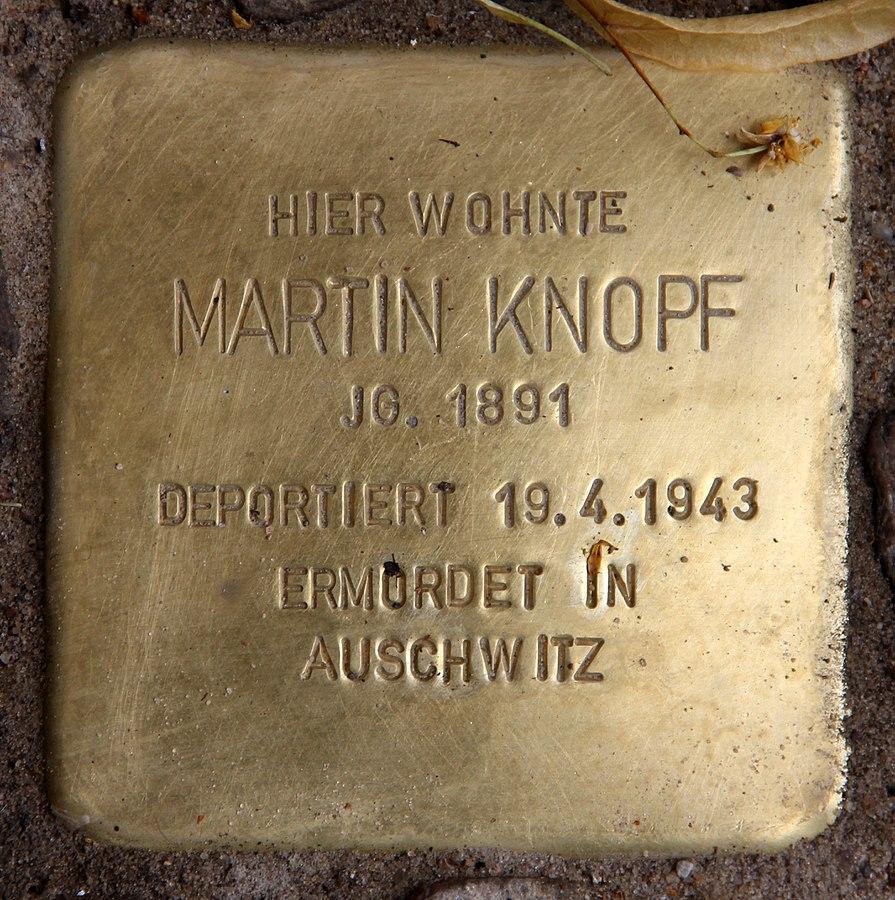 HIER WOHNTE
MARTIN KNOPF
JG. 1891
DEPORTIERT 19.4.1943
ERMORDET IN
AUSCHWITZ